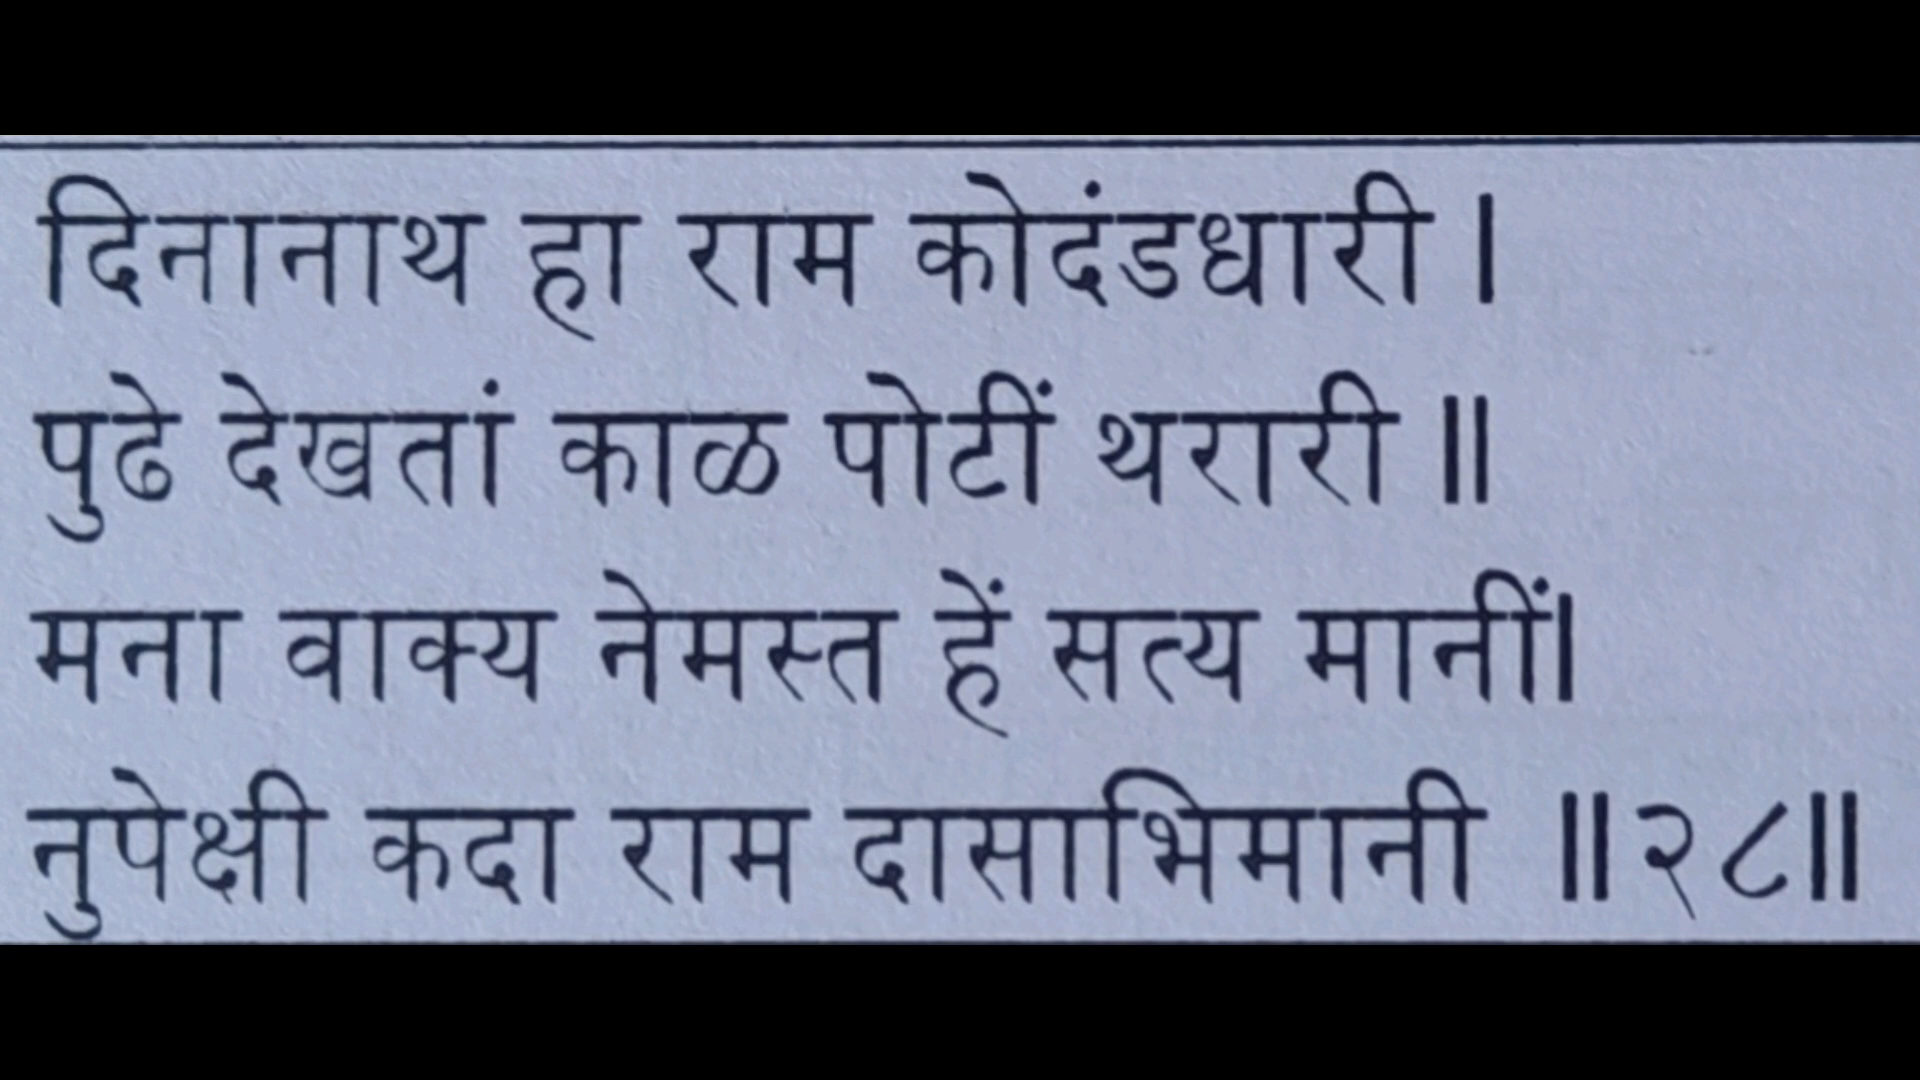 दिनानाथ हा राम कोदंडधारी ।
पुढे देखतां काळ पोटीं थरारी ॥
मना वाक्य नेमस्त हें सत्य मानीं।
नुपेक्षी कदा राम दासाभिमानी ॥२८॥